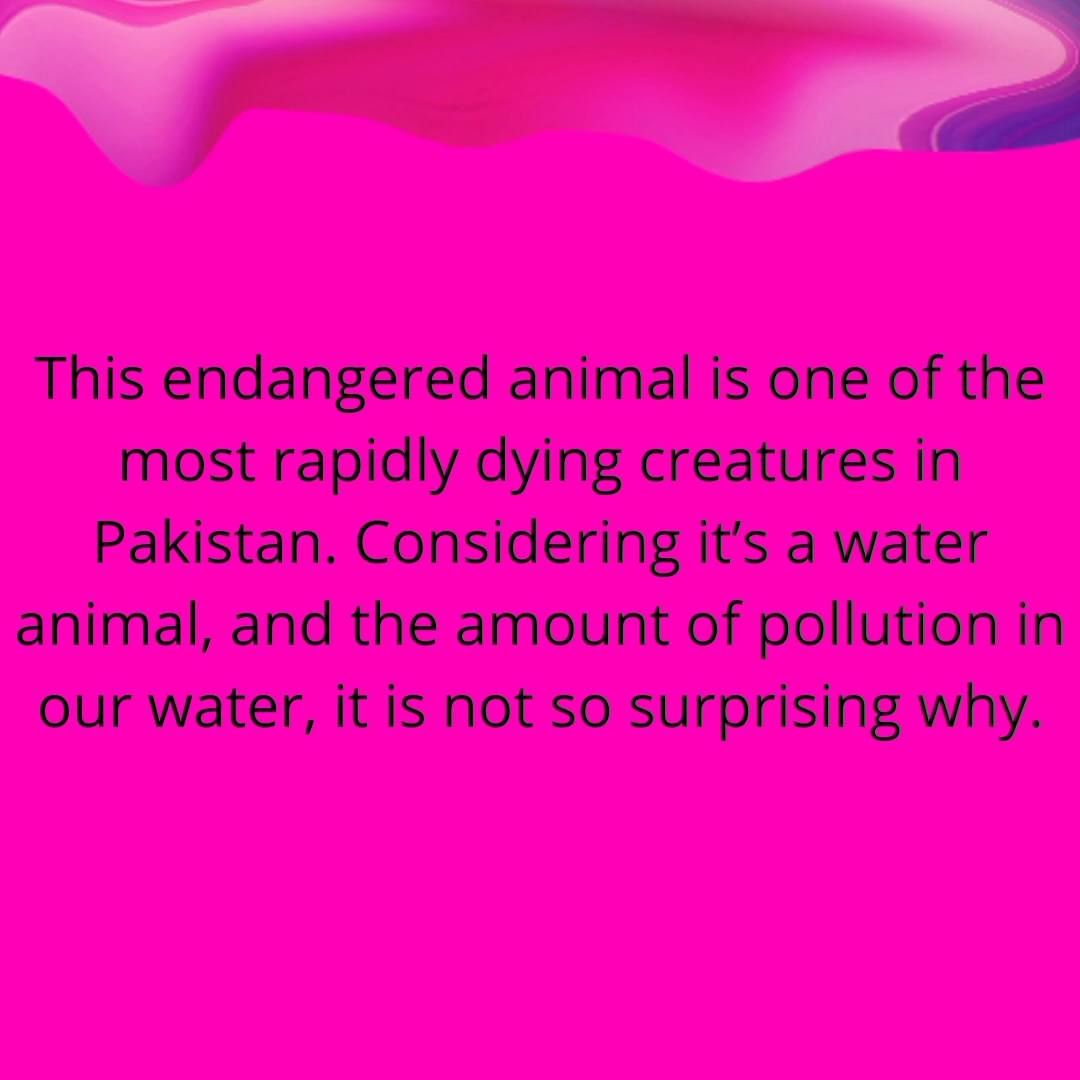 This endangered animal is one of the
most rapidly dying creatures in
Pakistan. Considering it’s a water
animal, and the amount of pollution in
our water, it is not so surprising why.